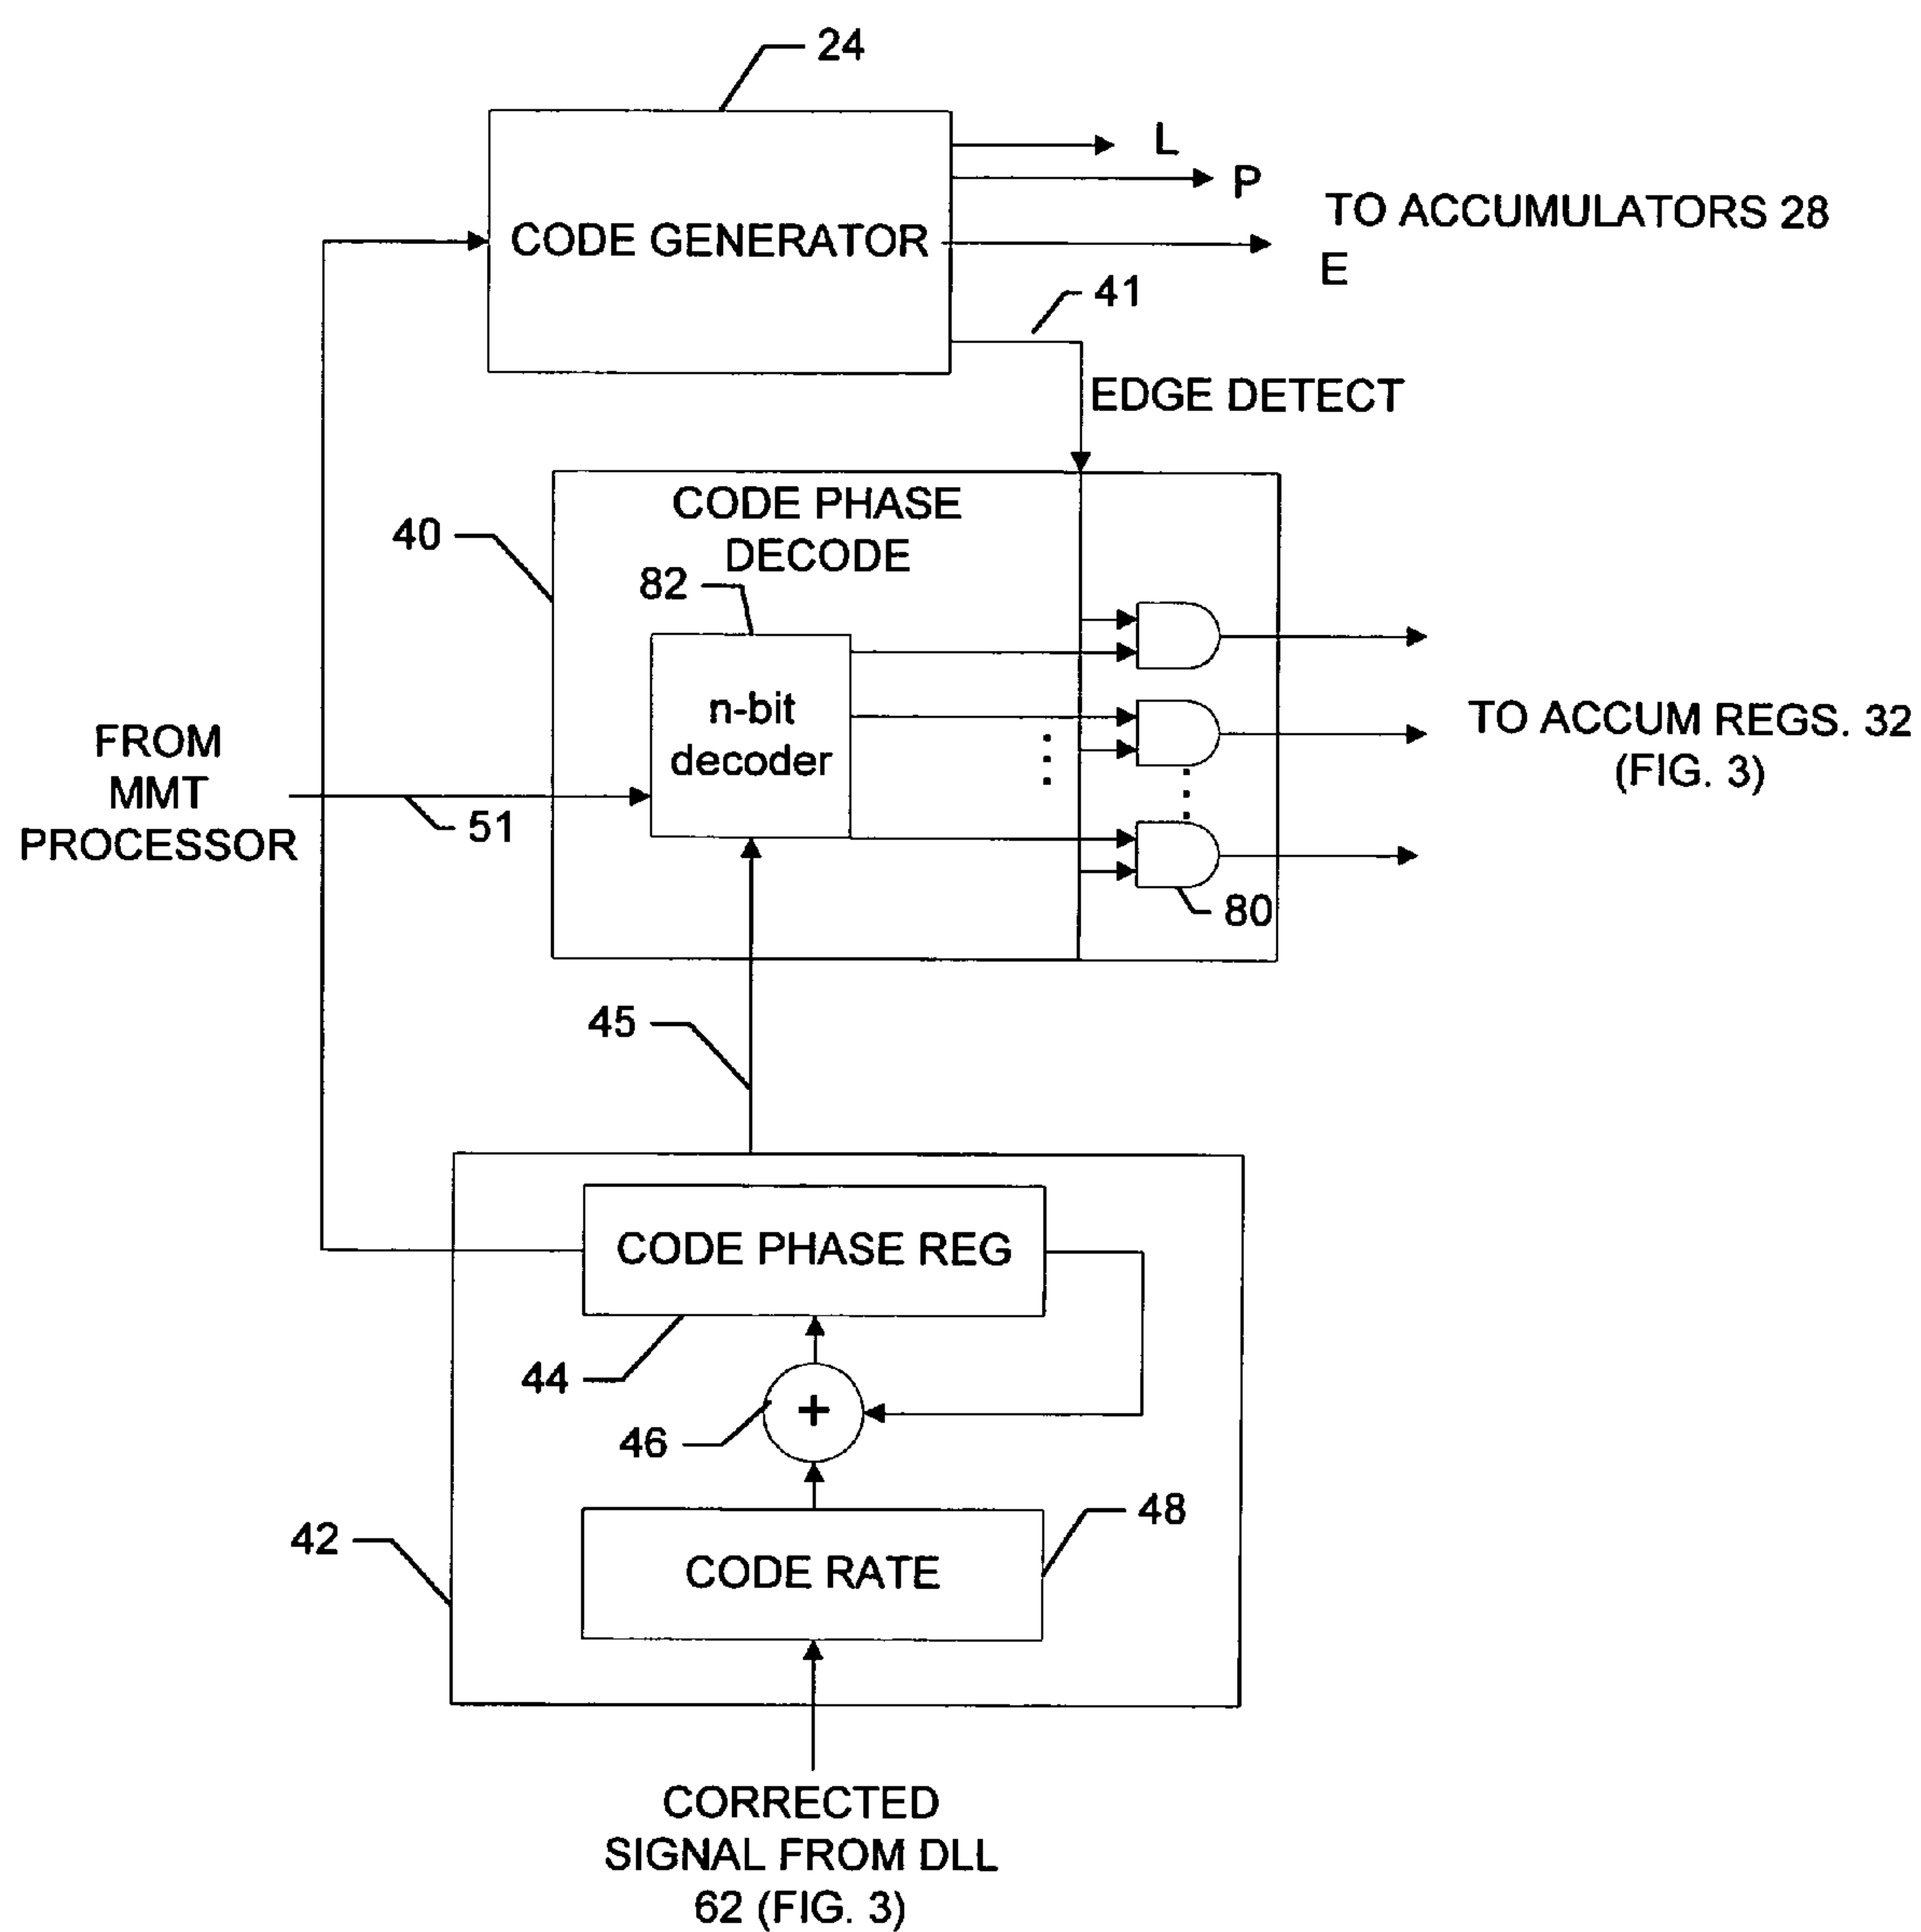 24
L
P
TO ACCUMULATORS 28
CODE GENERATOR
E
41
EDGE DETECT
CODE PHASE
DECODE
40
82
n-bit
decoder
TO ACCUM REGS. 32
(FIG. 3)
FROM
MMT
PROCESSOR
51
80
45
CODE PHASE REG
44
+
46
48
42
CODE RATE
CORRECTED
SIGNAL FROM DLL
62 (FIG. 3)